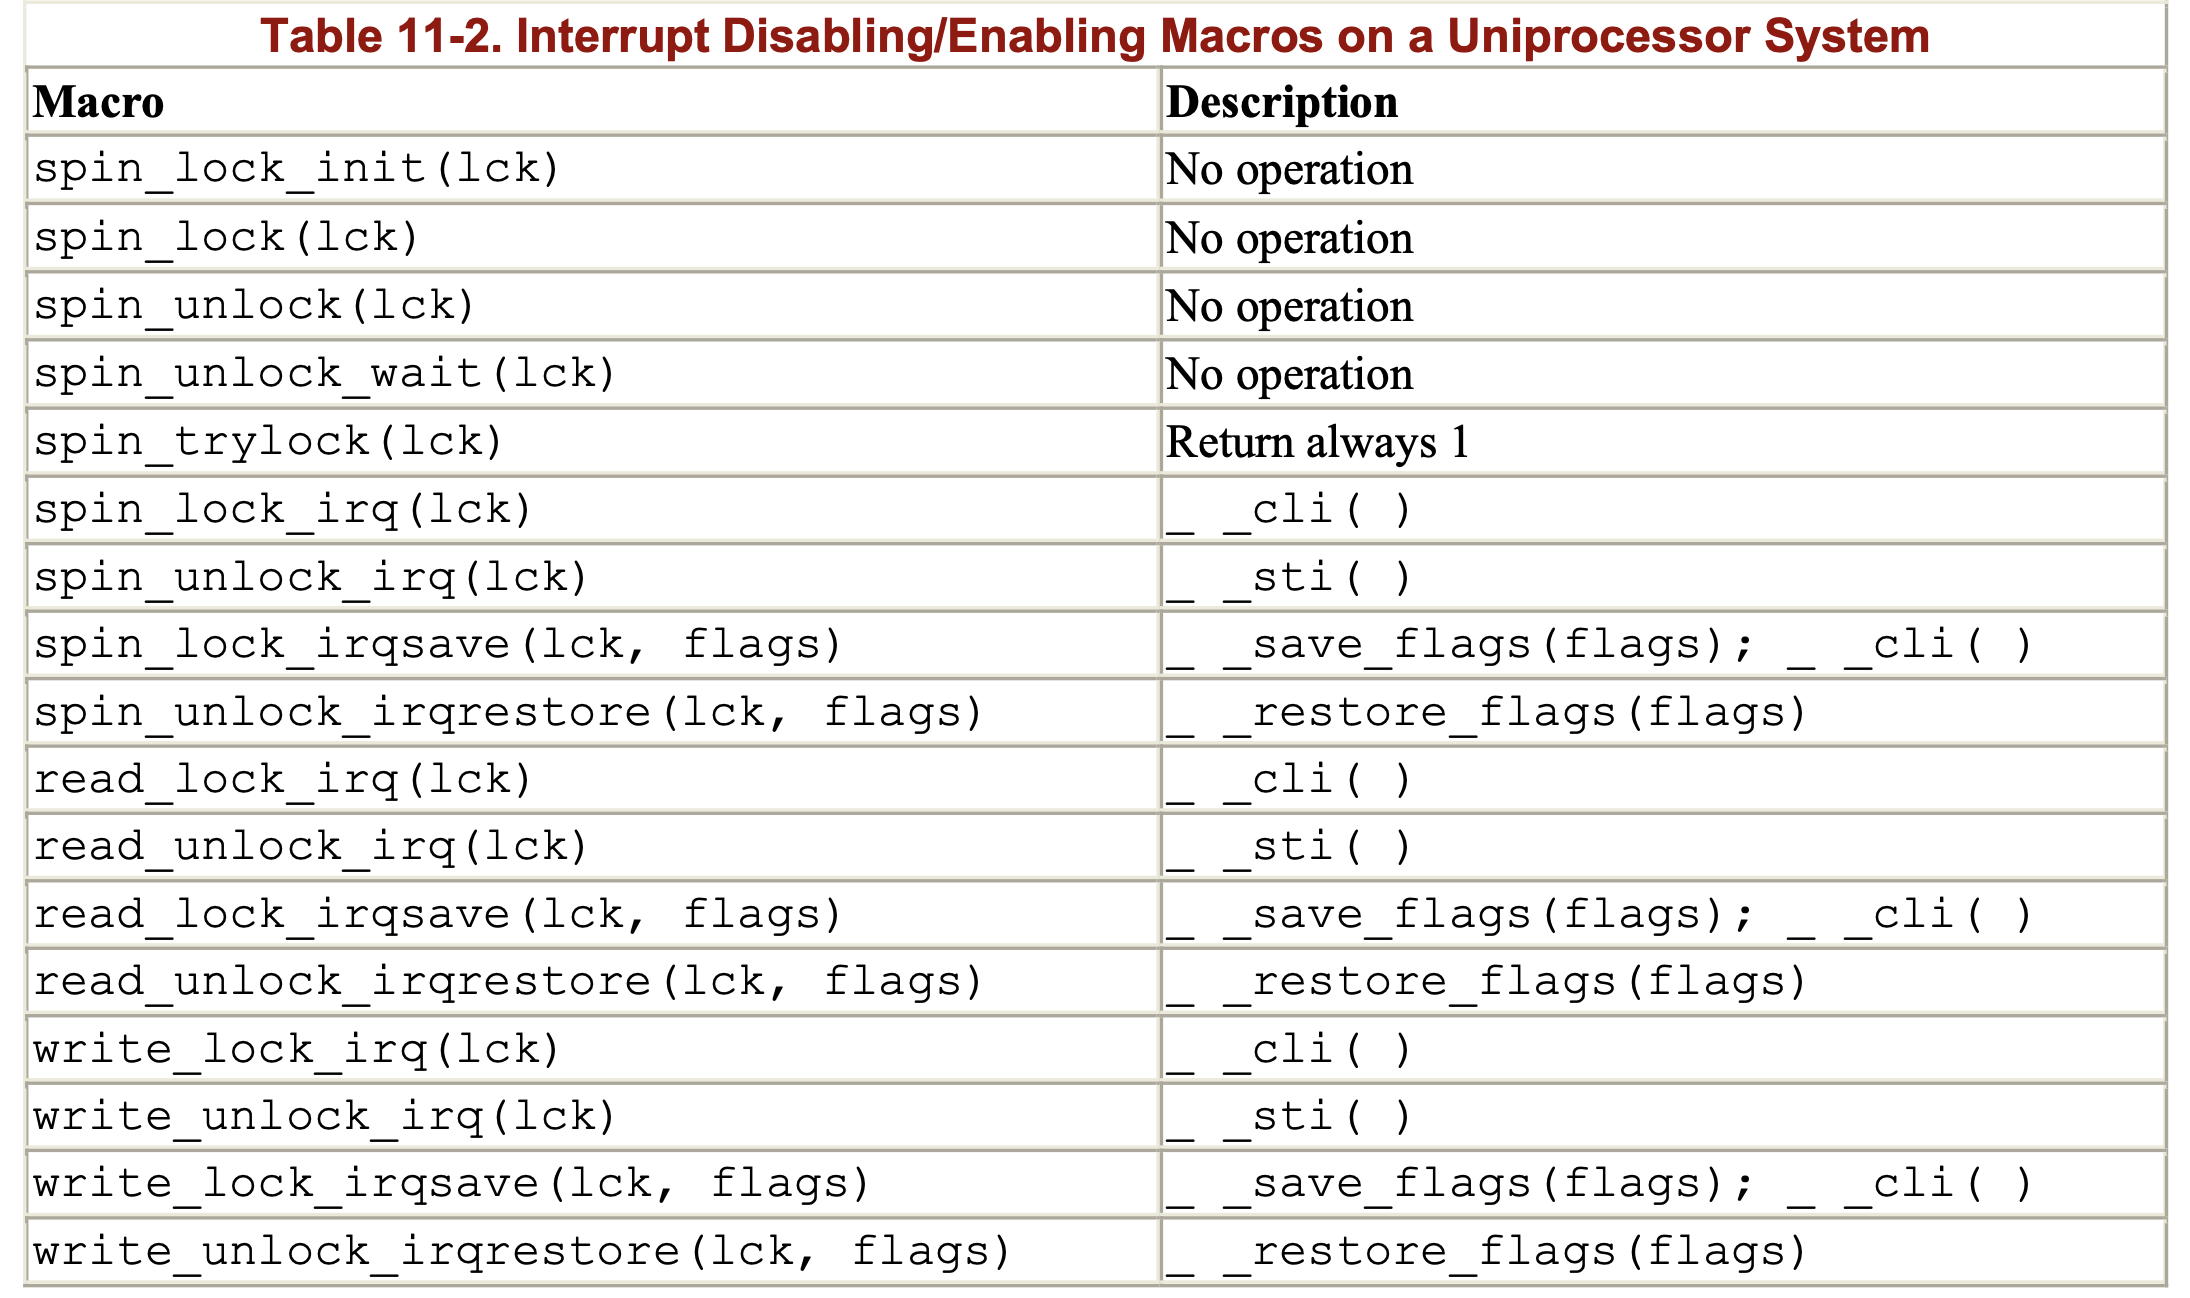 Table 11-2. Interrupt Disabling/Enabling Macros on a Uniprocessor System
Macro Description
spin_lock_init(lck) No operation
spin_lock(lck) No operation
spin_unlock(lck) No operation
spin_unlock_wait(lck) No operation
spin_trylock(lck) Return always 1
spin_lock_irq(lck) _ _cli( )
spin_unlock_irq(lck) _ _sti( )
spin_lock_irqsave(lck, flags) _ _save_flags(flags); _ _cli( )
spin_unlock_irqrestore(lck, flags) _ _restore_flags(flags)
read_lock_irq(lck) _ _cli( )
read_unlock_irq(lck) _ _sti( )
read_lock_irqsave(lck, flags) _ _save_flags(flags); _ _cli( )
read_unlock_irqrestore(lck, flags) _ _restore_flags(flags)
write_lock_irq(lck) _ _cli( )
write_unlock_irq(lck) _ _sti( )
write_lock_irqsave(lck, flags) _ _save_flags(flags); _ _cli( )
write_unlock_irqrestore(lck, flags) _ _restore_flags(flags)